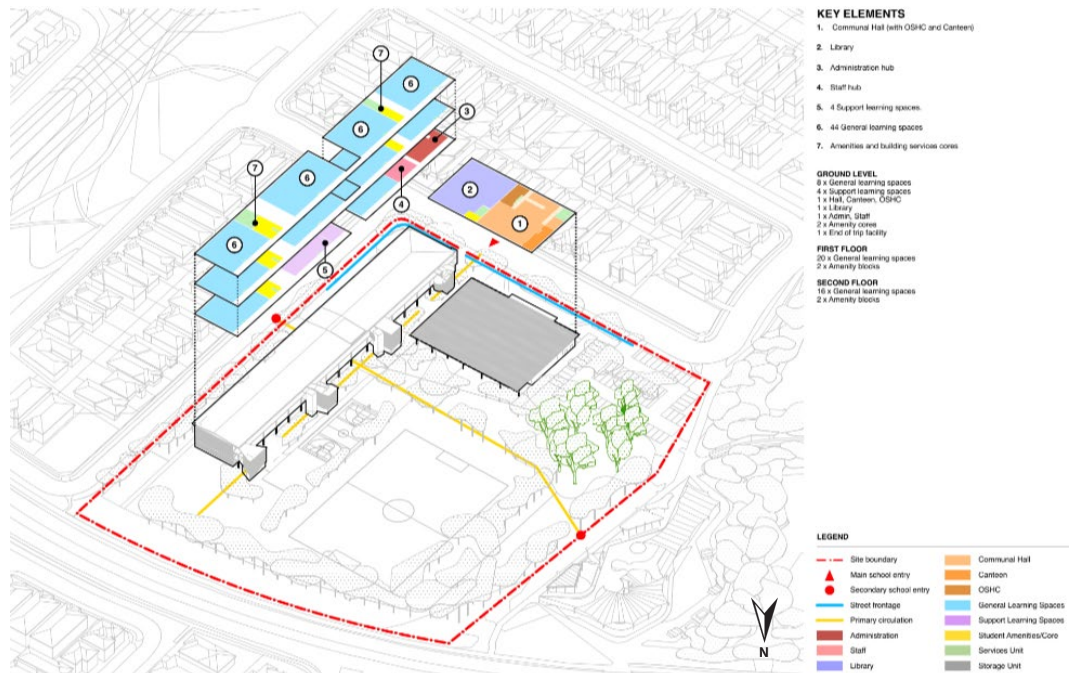 KEY ELEMENTS
1. Communal Hall (with OSHC and Canteen)
2. Library
3. Administration hub
4. Staff hub
5. 4 Support learning spaces.
6. 44 General learning spaces
7. Amenities and building services cores
GROUND LEVEL
8 x General learning spaces
4 x Support learning spaces
1 x Hall, Canteen, OSHC
1 x Library
1 x Admin, Staff
2 x Amenity cores
1 x End of trip facility
FIRST FLOOR
20 x General learning spaces
2 x Amenity blocks
SECOND FLOOR
16 x General learning spaces
2 x Amenity blocks
7
6
3
6
7
6
2
4
1
6
5
N
LEGEND
Site boundary
Main school entry
Secondary school entry
Street frontage
Primary circulation
Administration
Staff
Library
Communal Hall
Canteen
OSHC
General Learning Spaces
Support Learning Spaces
Student Amenities/Core
Services Unit
Storage Unit